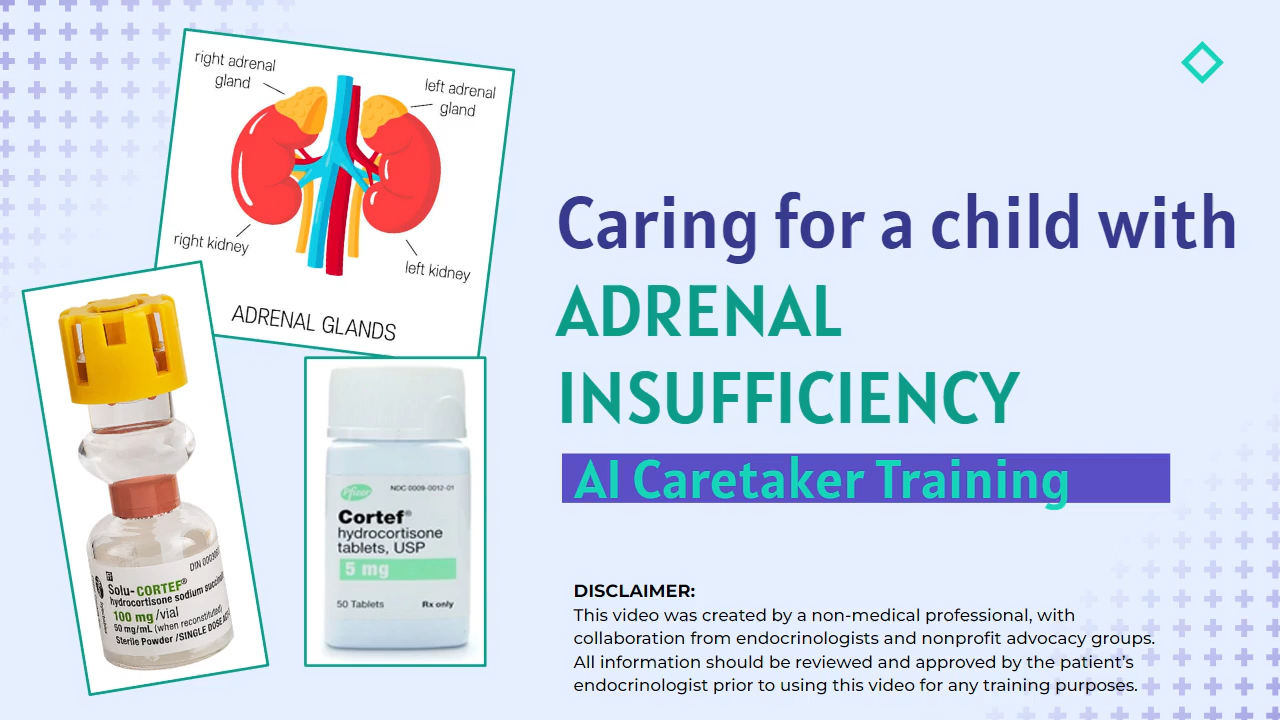 right adrenal
gland
left adrenal
gland
right kidney
left kidney
ADRENAL GLANDS
Caring for a child with
ADRENAL
INSUFFICIENCY
AI Caretaker Training
Solu-CORTEF®
hydrocortisone sodium
100 mg /vial
50 mg/mL (when reconstituted)
Sterile Powder /SINGLE DOSE
Pfizer
NDC 0009-0012-01
Cortef®
hydrocortisone
tablets, USP
5 mg
50 Tablets
Rx only
DISCLAIMER:
This video was created by a non-medical professional, with
collaboration from endocrinologists and nonprofit advocacy groups.
All information should be reviewed and approved by the patient's
endocrinologist prior to using this video for any training purposes.